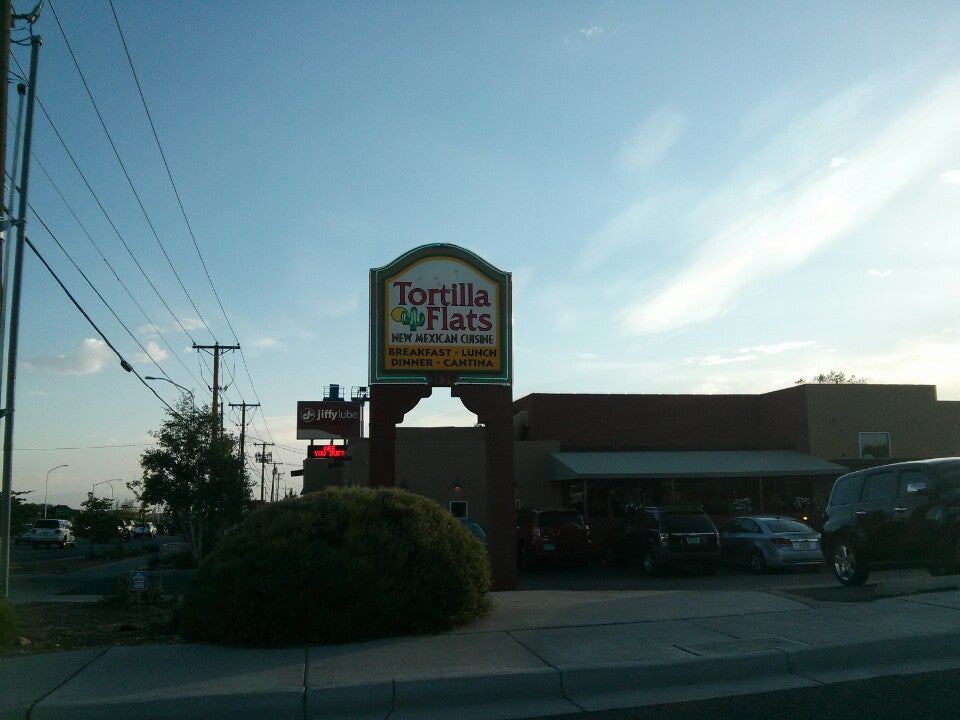 Tortilla
Flats
NEW MEXICAN CUISINE
BREAKFAST · LUNCH
DINNER · CANTINA
jiffy lube